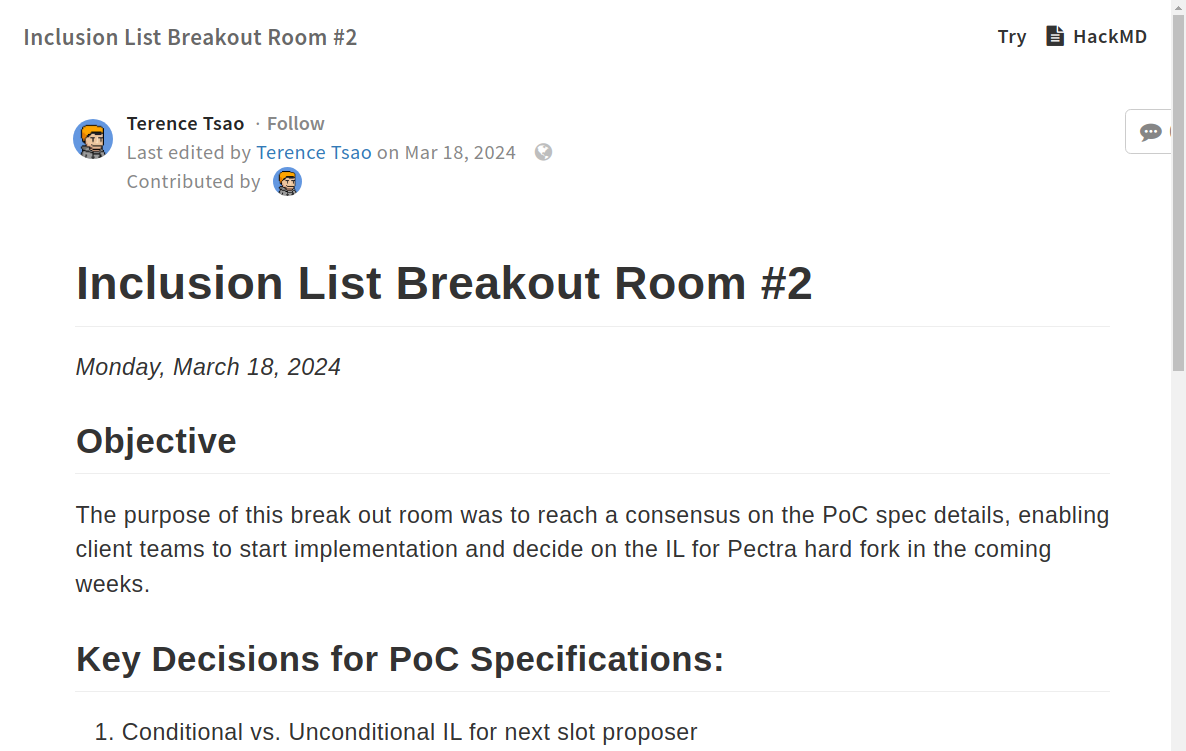 Inclusion List Breakout Room #2
Try HackMD
Terence Tsao · Follow
Last edited by Terence Tsao on Mar 18, 2024
Contributed by
Inclusion List Breakout Room #2
Monday, March 18, 2024
Objective
The purpose of this break out room was to reach a consensus on the PoC spec details, enabling
client teams to start implementation and decide on the IL for Pectra hard fork in the coming
weeks.
Key Decisions for PoC Specifications:
1. Conditional vs. Unconditional IL for next slot proposer